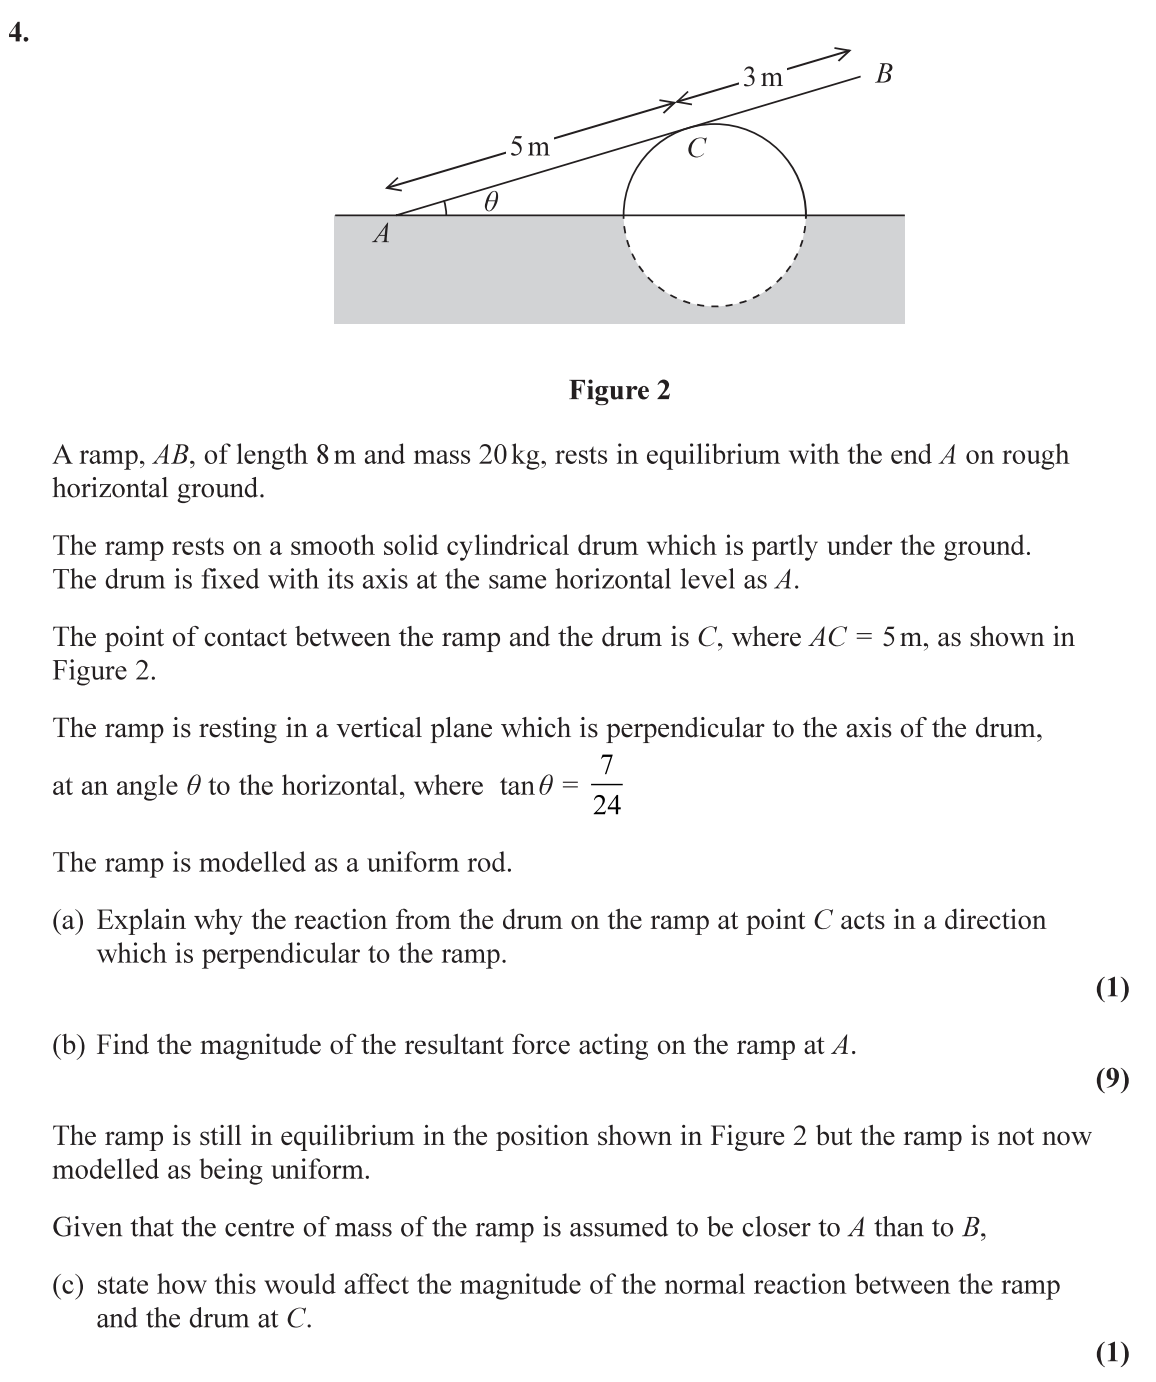 4.
3 m
B
5 m
C
θ
A
Figure 2
A ramp, AB, of length 8 m and mass 20 kg, rests in equilibrium with the end A on rough
horizontal ground.
The ramp rests on a smooth solid cylindrical drum which is partly under the ground.
The drum is fixed with its axis at the same horizontal level as A.
The point of contact between the ramp and the drum is C, where AC = 5 m, as shown in
Figure 2.
The ramp is resting in a vertical plane which is perpendicular to the axis of the drum,
at an angle θ to the horizontal, where tan θ = 7/24
The ramp is modelled as a uniform rod.
(a) Explain why the reaction from the drum on the ramp at point C acts in a direction
which is perpendicular to the ramp.
(1)
(b) Find the magnitude of the resultant force acting on the ramp at A.
(9)
The ramp is still in equilibrium in the position shown in Figure 2 but the ramp is not now
modelled as being uniform.
Given that the centre of mass of the ramp is assumed to be closer to A than to B,
(c) state how this would affect the magnitude of the normal reaction between the ramp
and the drum at C.
(1)